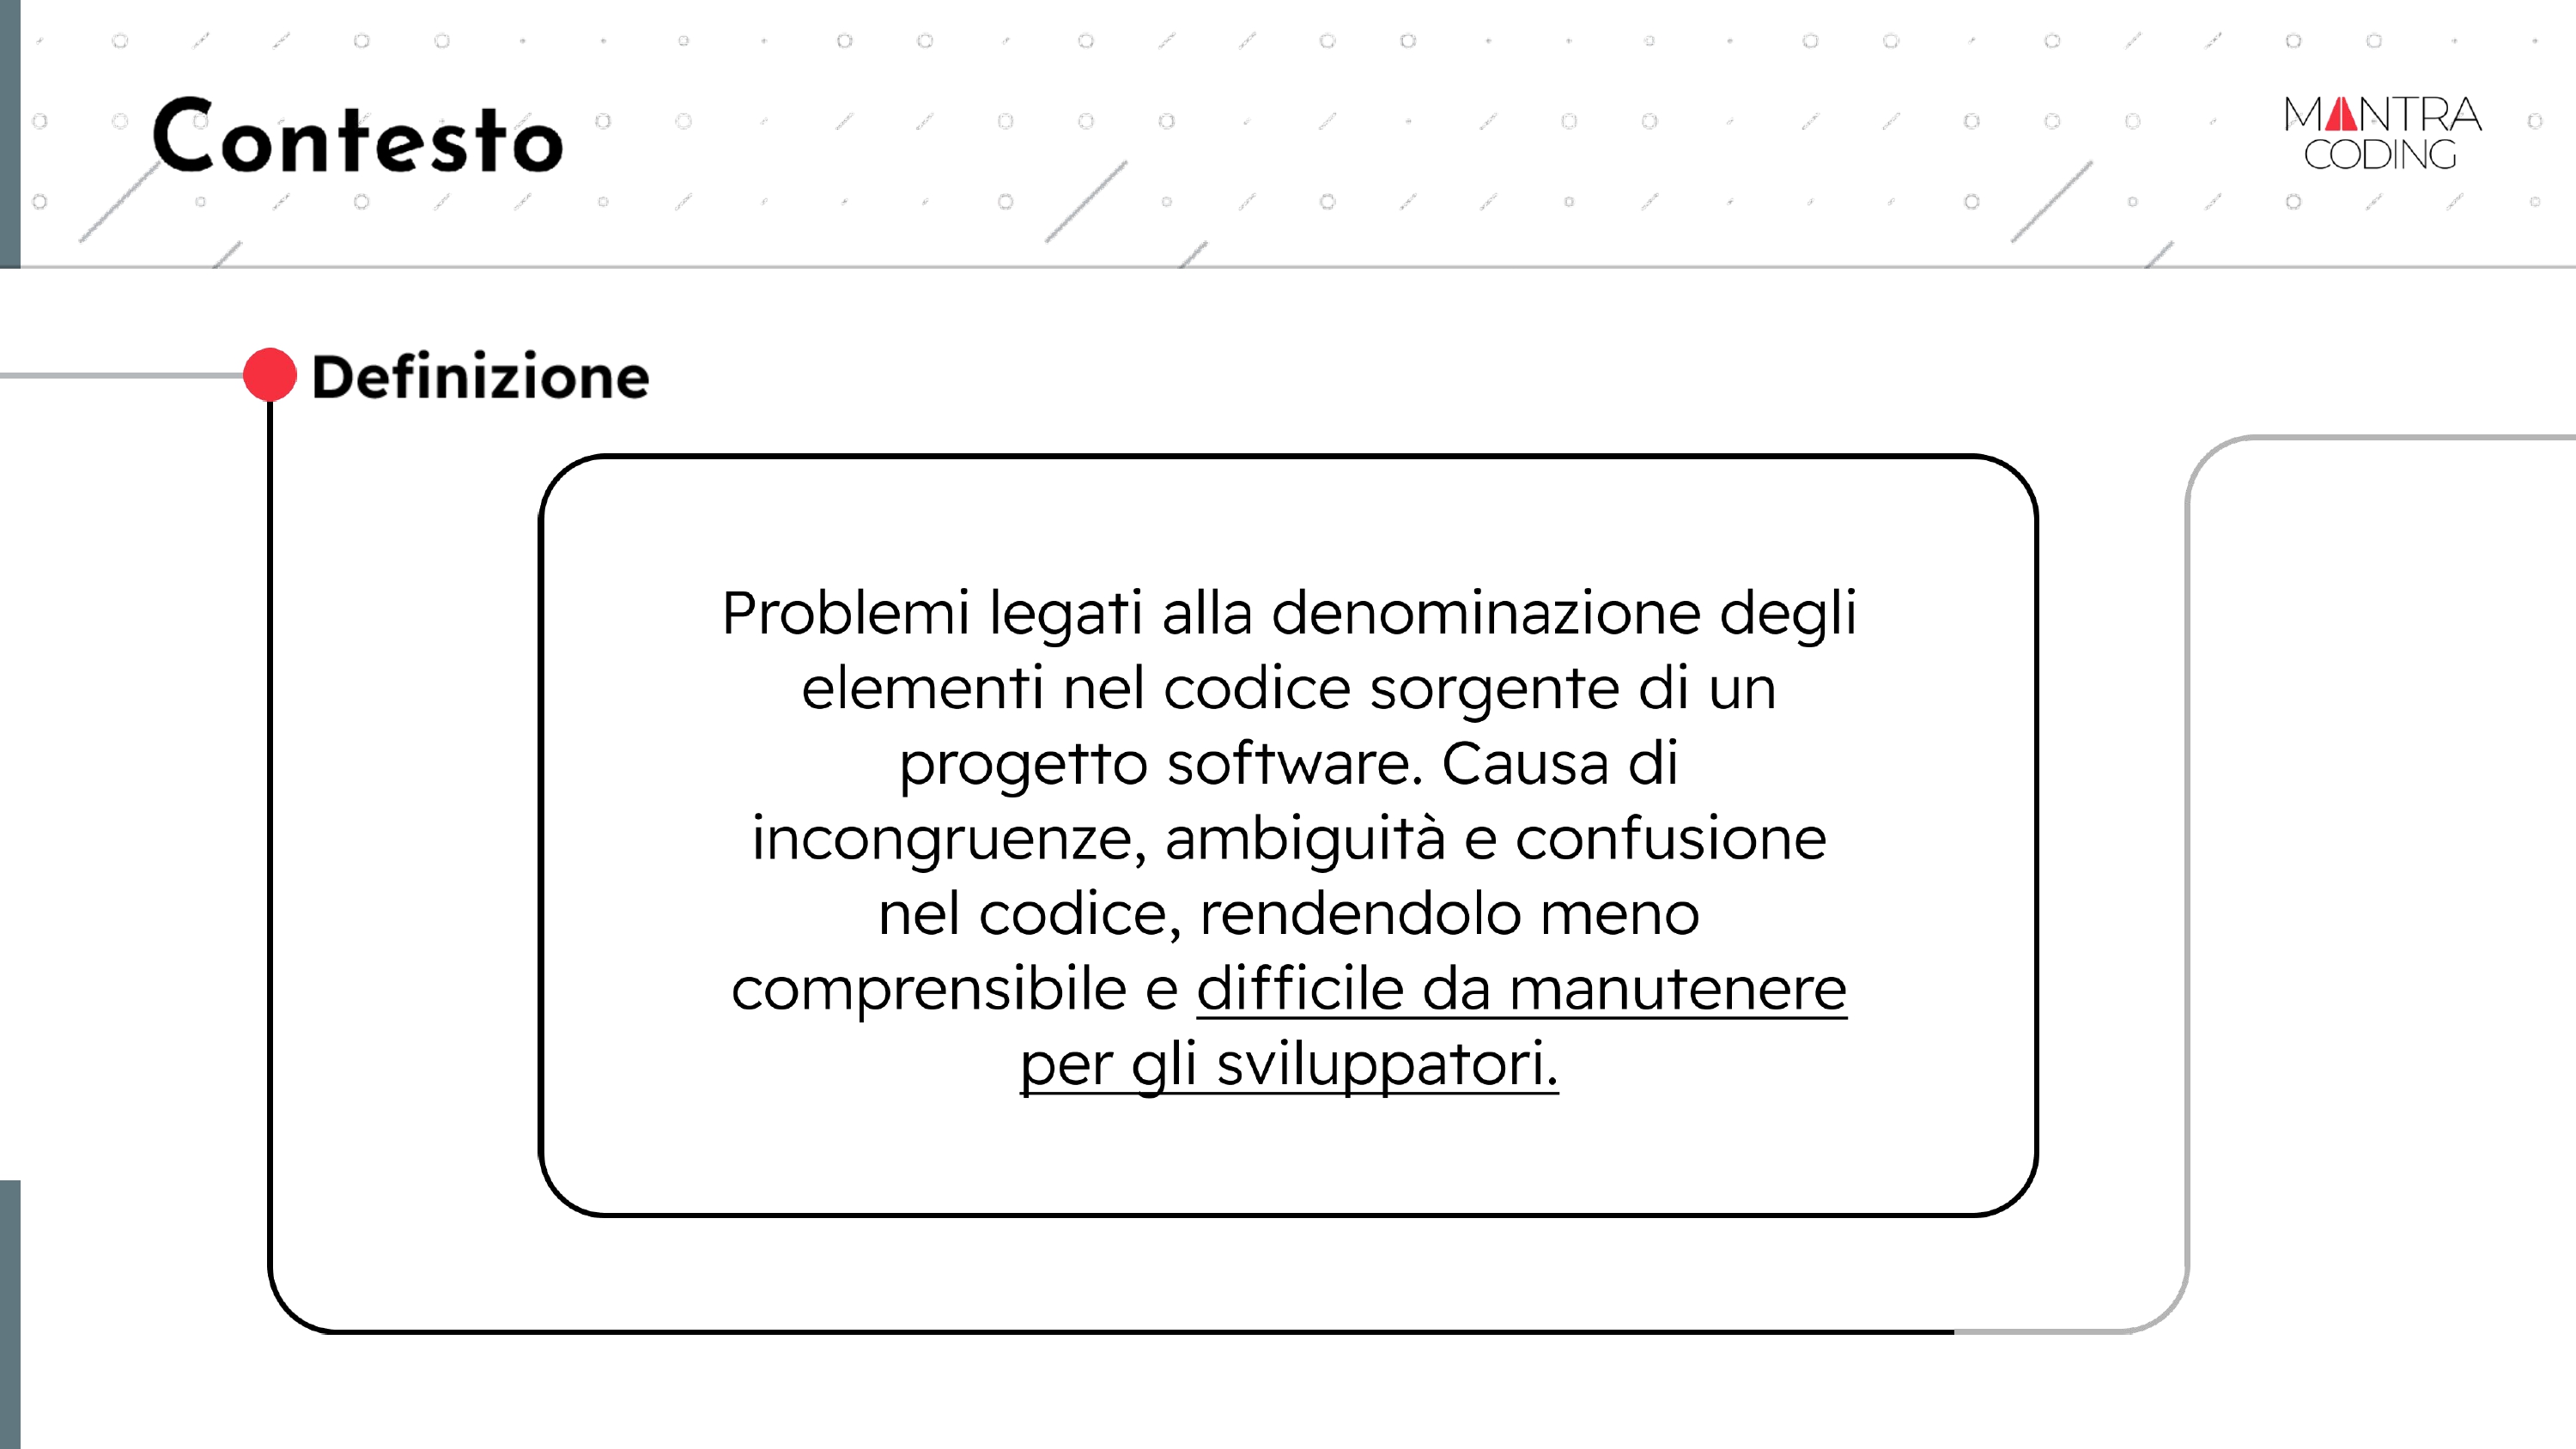 Contesto
MANTRA
CODING
Definizione
Problemi legati alla denominazione degli
elementi nel codice sorgente di un
progetto software. Causa di
incongruenze, ambiguità e confusione
nel codice, rendendolo meno
comprensibile e difficile da manutenere
per gli sviluppatori.